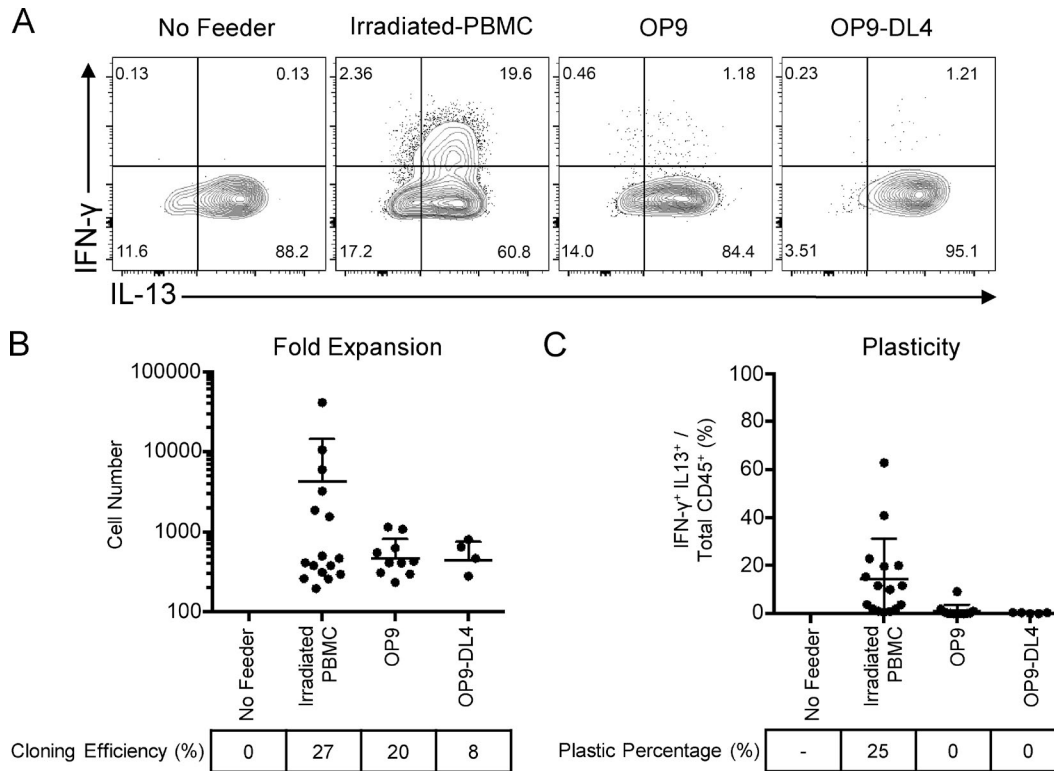 A
No Feeder
Irradiated-PBMC
OP9
OP9-DL4
0.13 0.13
2.36 19.6
0.46 1.18
0.23 1.21
11.6 88.2
17.2 60.8
14.0 84.4
3.51 95.1
IFN-γ
IL-13
B
Fold Expansion
Cell Number
100000
10000
1000
100
No Feeder
Irradiated
PBMC
OP9
OP9-DL4
Cloning Efficiency (%) 0 27 20 8
C
Plasticity
IFN-γ⁺ IL13⁺ /
Total CD45⁺ (%)
100
80
60
40
20
0
No Feeder
Irradiated
PBMC
OP9
OP9-DL4
Plastic Percentage (%) - 25 0 0